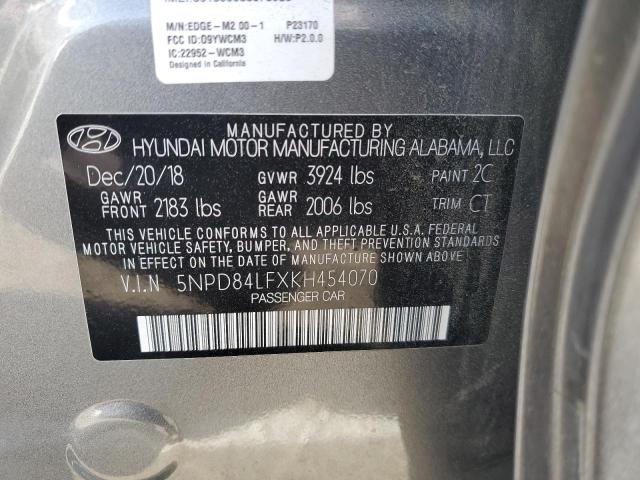 M/N:EDGE-M2.00-1 P23170
FCC ID:O9YWCM3 H/W:P2.0.0
IC:22952-WCM3
Designed in California
MANUFACTURED BY
HYUNDAI MOTOR MANUFACTURING ALABAMA, LLC
Dec/20/18 GVWR 3924 lbs PAINT 2C
GAWR FRONT 2183 lbs GAWR REAR 2006 lbs TRIM CT
THIS VEHICLE CONFORMS TO ALL APPLICABLE U.S.A. FEDERAL
MOTOR VEHICLE SAFETY, BUMPER, AND THEFT PREVENTION STANDARDS
IN EFFECT ON THE DATE OF MANUFACTURE SHOWN ABOVE.
V.I.N 5NPD84LFXKH454070
PASSENGER CAR